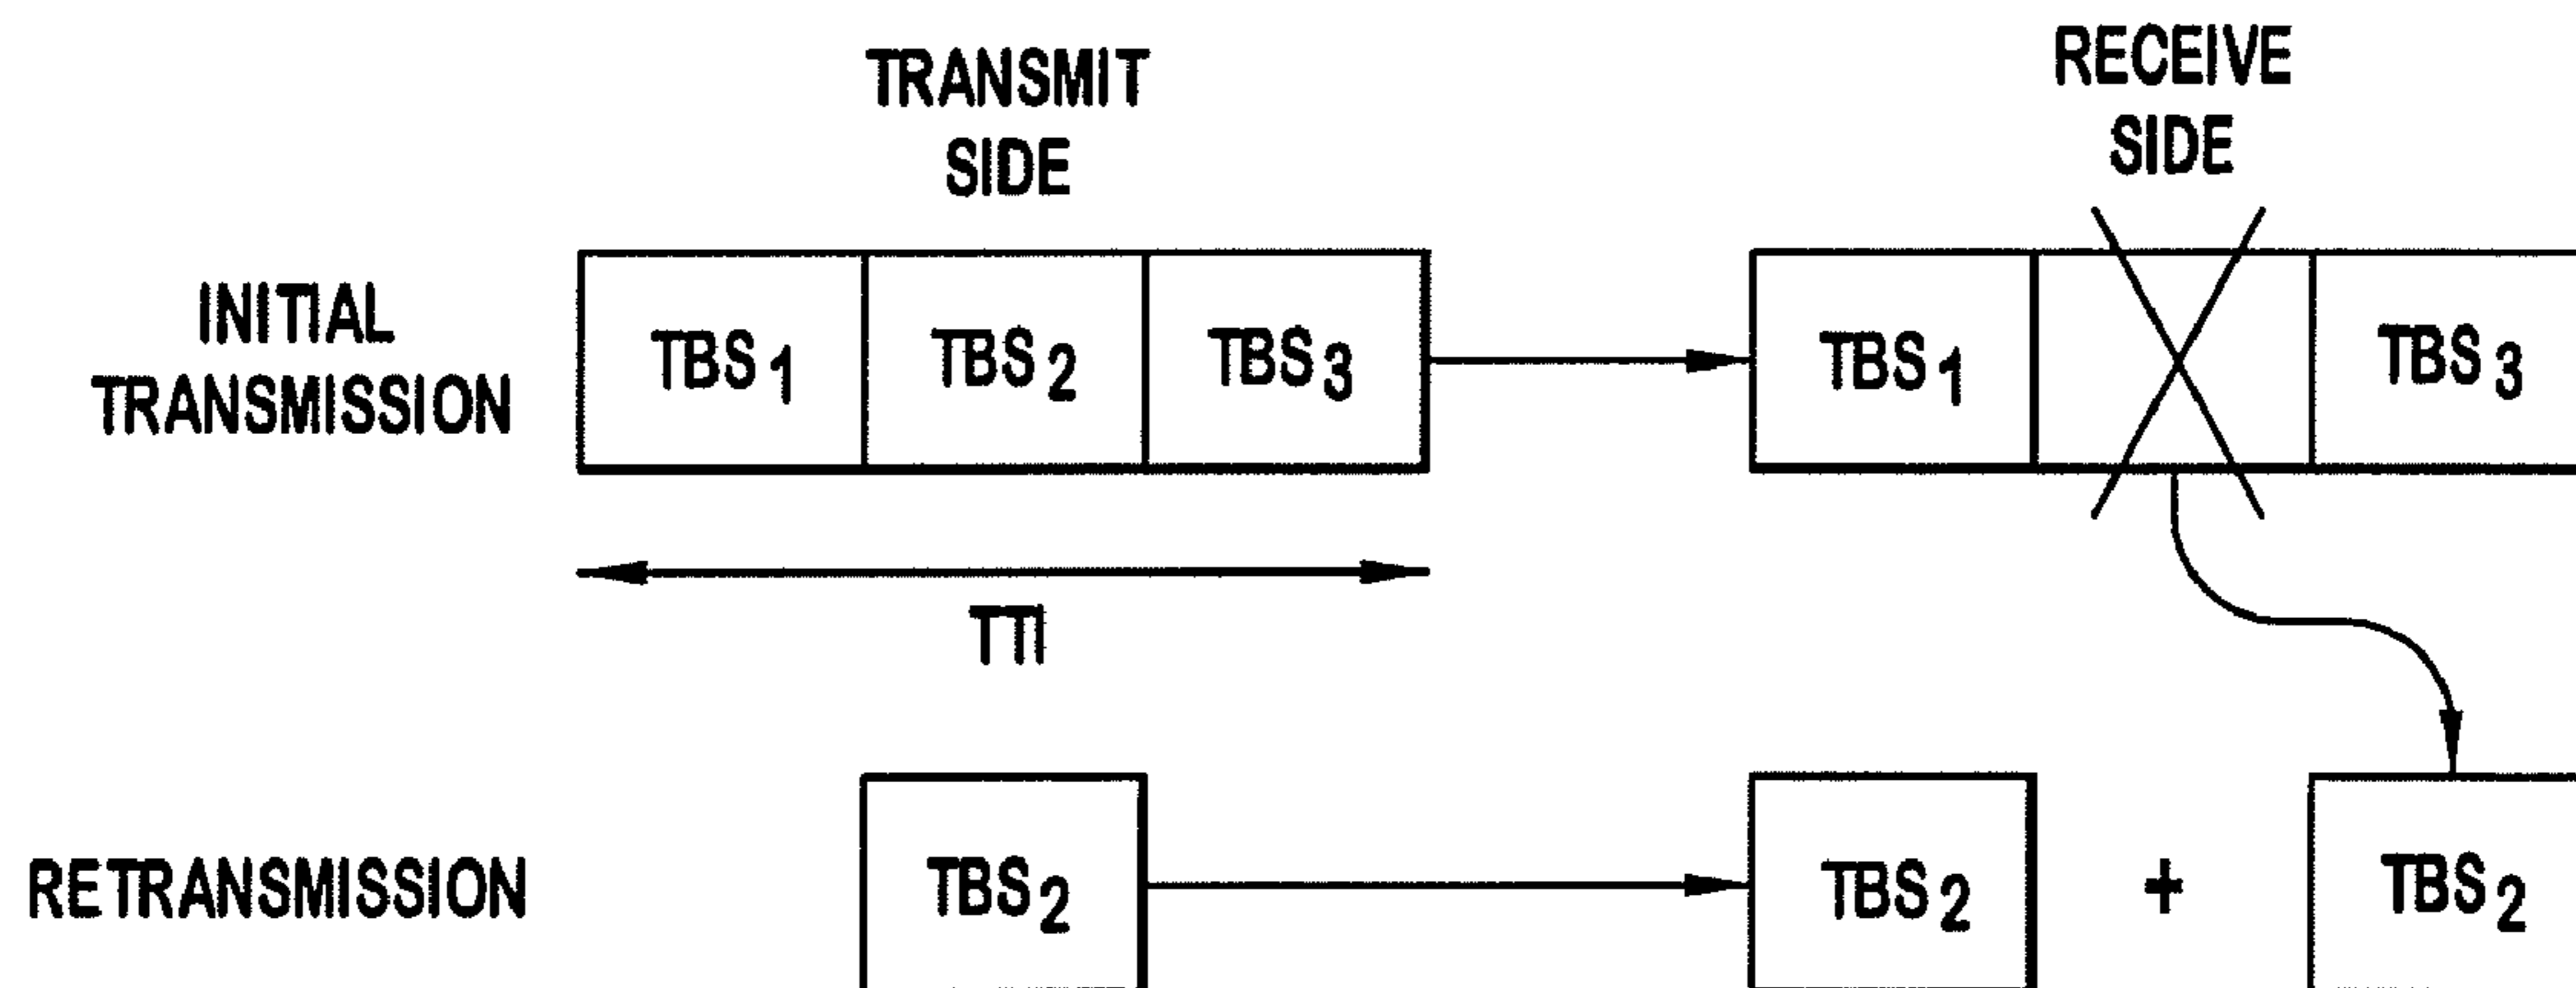 TRANSMIT
SIDE
RECEIVE
SIDE
INITIAL
TRANSMISSION
TBS1 TBS2 TBS3 TBS1 TBS3
TTI
RETRANSMISSION TBS2 TBS2 + TBS2